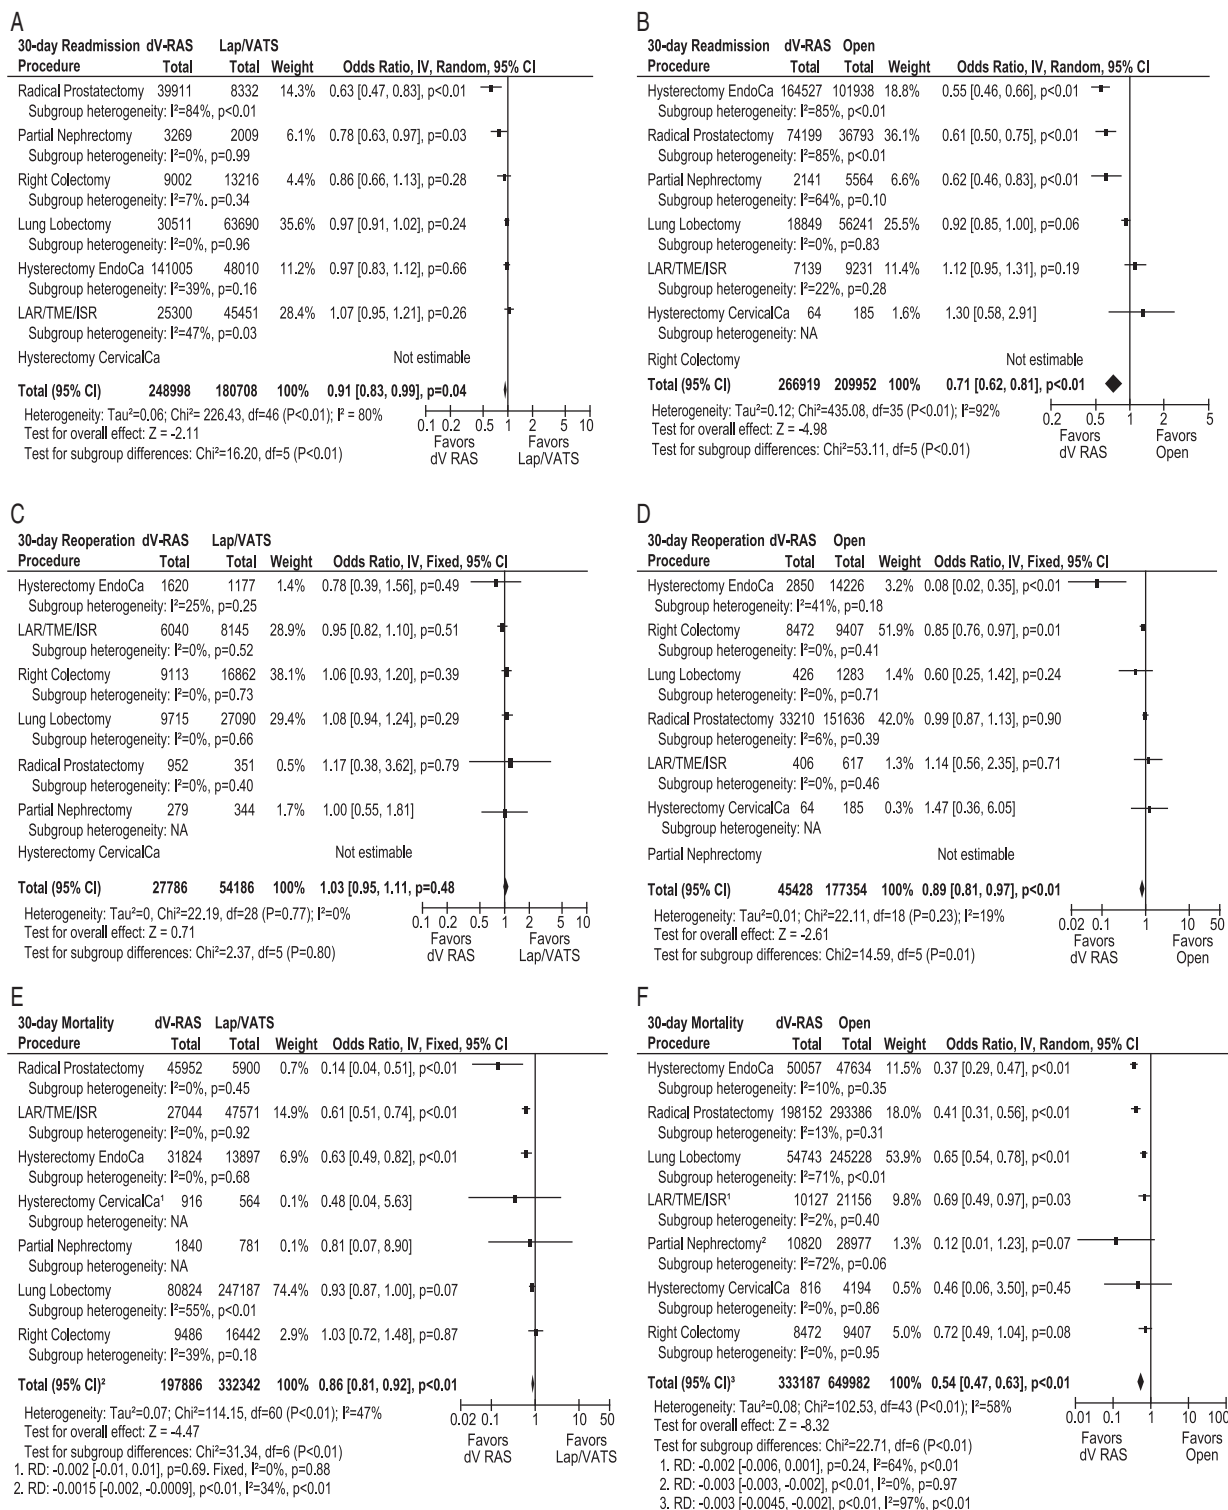 A
30-day Readmission dV-RAS Lap/VATS
Procedure Total Total Weight Odds Ratio, IV, Random, 95% CI
Radical Prostatectomy 39911 8332 14.3% 0.63 [0.47, 0.83], p<0.01
Subgroup heterogeneity: I²=84%, p<0.01
Partial Nephrectomy 3269 2009 6.1% 0.78 [0.63, 0.97], p=0.03
Subgroup heterogeneity: I²=0%, p=0.99
Right Colectomy 9002 13216 4.4% 0.86 [0.66, 1.13], p=0.28
Subgroup heterogeneity: I²=7%. p=0.34
Lung Lobectomy 30511 63690 35.6% 0.97 [0.91, 1.02], p=0.24
Subgroup heterogeneity: I²=0%, p=0.96
Hysterectomy EndoCa 141005 48010 11.2% 0.97 [0.83, 1.12], p=0.66
Subgroup heterogeneity: I²=39%, p=0.16
LAR/TME/ISR 25300 45451 28.4% 1.07 [0.95, 1.21], p=0.26
Subgroup heterogeneity: I²=47%, p=0.03
Hysterectomy CervicalCa Not estimable
Total (95% CI) 248998 180708 100% 0.91 [0.83, 0.99], p=0.04
Heterogeneity: Tau²=0.06; Chi²= 226.43, df=46 (P<0.01); I² = 80%
Test for overall effect: Z = -2.11
Test for subgroup differences: Chi²=16.20, df=5 (P<0.01)
0.1 0.2 0.5 1 2 5 10
Favors dV RAS
Favors Lap/VATS
B
30-day Readmission dV-RAS Open
Procedure Total Total Weight Odds Ratio, IV, Random, 95% CI
Hysterectomy EndoCa 164527 101938 18.8% 0.55 [0.46, 0.66], p<0.01
Subgroup heterogeneity: I²=85%, p<0.01
Radical Prostatectomy 74199 36793 36.1% 0.61 [0.50, 0.75], p<0.01
Subgroup heterogeneity: I²=85%, p<0.01
Partial Nephrectomy 2141 5564 6.6% 0.62 [0.46, 0.83], p<0.01
Subgroup heterogeneity: I²=64%, p=0.10
Lung Lobectomy 18849 56241 25.5% 0.92 [0.85, 1.00], p=0.06
Subgroup heterogeneity: I²=0%, p=0.83
LAR/TME/ISR 7139 9231 11.4% 1.12 [0.95, 1.31], p=0.19
Subgroup heterogeneity: I²=22%, p=0.28
Hysterectomy CervicalCa 64 185 1.6% 1.30 [0.58, 2.91]
Subgroup heterogeneity: NA
Right Colectomy Not estimable
Total (95% CI) 266919 209952 100% 0.71 [0.62, 0.81], p<0.01
Heterogeneity: Tau²=0.12; Chi²=435.08, df=35 (P<0.01); I²=92%
Test for overall effect: Z = -4.98
Test for subgroup differences: Chi²=53.11, df=5 (P<0.01)
0.2 0.5 1 2 5
Favors dV RAS
Favors Open
C
30-day Reoperation dV-RAS Lap/VATS
Procedure Total Total Weight Odds Ratio, IV, Fixed, 95% CI
Hysterectomy EndoCa 1620 1177 1.4% 0.78 [0.39, 1.56], p=0.49
Subgroup heterogeneity: I²=25%, p=0.25
LAR/TME/ISR 6040 8145 28.9% 0.95 [0.82, 1.10], p=0.51
Subgroup heterogeneity: I²=0%, p=0.52
Right Colectomy 9113 16862 38.1% 1.06 [0.93, 1.20], p=0.39
Subgroup heterogeneity: I²=0%, p=0.73
Lung Lobectomy 9715 27090 29.4% 1.08 [0.94, 1.24], p=0.29
Subgroup heterogeneity: I²=0%, p=0.66
Radical Prostatectomy 952 351 0.5% 1.17 [0.38, 3.62], p=0.79
Subgroup heterogeneity: I²=0%, p=0.40
Partial Nephrectomy 279 344 1.7% 1.00 [0.55, 1.81]
Subgroup heterogeneity: NA
Hysterectomy CervicalCa Not estimable
Total (95% CI) 27786 54186 100% 1.03 [0.95, 1.11, p=0.48
Heterogeneity: Tau²=0, Chi²=22.19, df=28 (P=0.77); I²=0%
Test for overall effect: Z = 0.71
Test for subgroup differences: Chi²=2.37, df=5 (P=0.80)
0.1 0.2 0.5 1 2 5 10
Favors dV RAS
Favors Lap/VATS
D
30-day Reoperation dV-RAS Open
Procedure Total Total Weight Odds Ratio, IV, Fixed, 95% CI
Hysterectomy EndoCa 2850 14226 3.2% 0.08 [0.02, 0.35], p<0.01
Subgroup heterogeneity: I²=41%, p=0.18
Right Colectomy 8472 9407 51.9% 0.85 [0.76, 0.97], p=0.01
Subgroup heterogeneity: I²=0%, p=0.41
Lung Lobectomy 426 1283 1.4% 0.60 [0.25, 1.42], p=0.24
Subgroup heterogeneity: I²=0%, p=0.71
Radical Prostatectomy 33210 151636 42.0% 0.99 [0.87, 1.13], p=0.90
Subgroup heterogeneity: I²=6%, p=0.39
LAR/TME/ISR 406 617 1.3% 1.14 [0.56, 2.35], p=0.71
Subgroup heterogeneity: I²=0%, p=0.46
Hysterectomy CervicalCa 64 185 0.3% 1.47 [0.36, 6.05]
Subgroup heterogeneity: NA
Partial Nephrectomy Not estimable
Total (95% CI) 45428 177354 100% 0.89 [0.81, 0.97], p<0.01
Heterogeneity: Tau²=0.01; Chi²=22.11, df=18 (P=0.23); I²=19%
Test for overall effect: Z = -2.61
Test for subgroup differences: Chi2=14.59, df=5 (P=0.01)
0.02 0.1 1 10 50
Favors dV RAS
Favors Open
E
30-day Mortality dV-RAS Lap/VATS
Procedure Total Total Weight Odds Ratio, IV, Fixed, 95% CI
Radical Prostatectomy 45952 5900 0.7% 0.14 [0.04, 0.51], p<0.01
Subgroup heterogeneity: I²=0%, p=0.45
LAR/TME/ISR 27044 47571 14.9% 0.61 [0.51, 0.74], p<0.01
Subgroup heterogeneity: I²=0%, p=0.92
Hysterectomy EndoCa 31824 13897 6.9% 0.63 [0.49, 0.82], p<0.01
Subgroup heterogeneity: I²=0%, p=0.68
Hysterectomy CervicalCa¹ 916 564 0.1% 0.48 [0.04, 5.63]
Subgroup heterogeneity: NA
Partial Nephrectomy 1840 781 0.1% 0.81 [0.07, 8.90]
Subgroup heterogeneity: NA
Lung Lobectomy 80824 247187 74.4% 0.93 [0.87, 1.00], p=0.07
Subgroup heterogeneity: I²=55%, p<0.01
Right Colectomy 9486 16442 2.9% 1.03 [0.72, 1.48], p=0.87
Subgroup heterogeneity: I²=39%, p=0.18
Total (95% CI)² 197886 332342 100% 0.86 [0.81, 0.92], p<0.01
Heterogeneity: Tau²=0.07; Chi²=114.15, df=60 (P<0.01); I²=47%
Test for overall effect: Z = -4.47
Test for subgroup differences: Chi²=31.34, df=6 (P<0.01)
1. RD: -0.002 [-0.01, 0.01], p=0.69. Fixed, I²=0%, p=0.88
2. RD: -0.0015 [-0.002, -0.0009], p<0.01, I²=34%, p<0.01
0.02 0.1 1 10 50
Favors dV RAS
Favors Lap/VATS
F
30-day Mortality dV-RAS Open
Procedure Total Total Weight Odds Ratio, IV, Random, 95% CI
Hysterectomy EndoCa 50057 47634 11.5% 0.37 [0.29, 0.47], p<0.01
Subgroup heterogeneity: I²=10%, p=0.35
Radical Prostatectomy 198152 293386 18.0% 0.41 [0.31, 0.56], p<0.01
Subgroup heterogeneity: I²=13%, p=0.31
Lung Lobectomy 54743 245228 53.9% 0.65 [0.54, 0.78], p<0.01
Subgroup heterogeneity: I²=71%, p<0.01
LAR/TME/ISR¹ 10127 21156 9.8% 0.69 [0.49, 0.97], p=0.03
Subgroup heterogeneity: I²=2%, p=0.40
Partial Nephrectomy² 10820 28977 1.3% 0.12 [0.01, 1.23], p=0.07
Subgroup heterogeneity: I²=72%, p=0.06
Hysterectomy CervicalCa 816 4194 0.5% 0.46 [0.06, 3.50], p=0.45
Subgroup heterogeneity: I²=0%, p=0.86
Right Colectomy 8472 9407 5.0% 0.72 [0.49, 1.04], p=0.08
Subgroup heterogeneity: I²=0%, p=0.95
Total (95% CI)³ 333187 649982 100% 0.54 [0.47, 0.63], p<0.01
Heterogeneity: Tau²=0.08; Chi²=102.53, df=43 (P<0.01); I²=58%
Test for overall effect: Z = -8.32
Test for subgroup differences: Chi²=22.71, df=6 (P<0.01)
1. RD: -0.002 [-0.006, 0.001], p=0.24, I²=64%, p<0.01
2. RD: -0.003 [-0.003, -0.002], p<0.01, I²=0%, p=0.97
3. RD: -0.003 [-0.0045, -0.002], p<0.01, I²=97%, p<0.01
0.01 0.1 1 10 100
Favors dV RAS
Favors Open